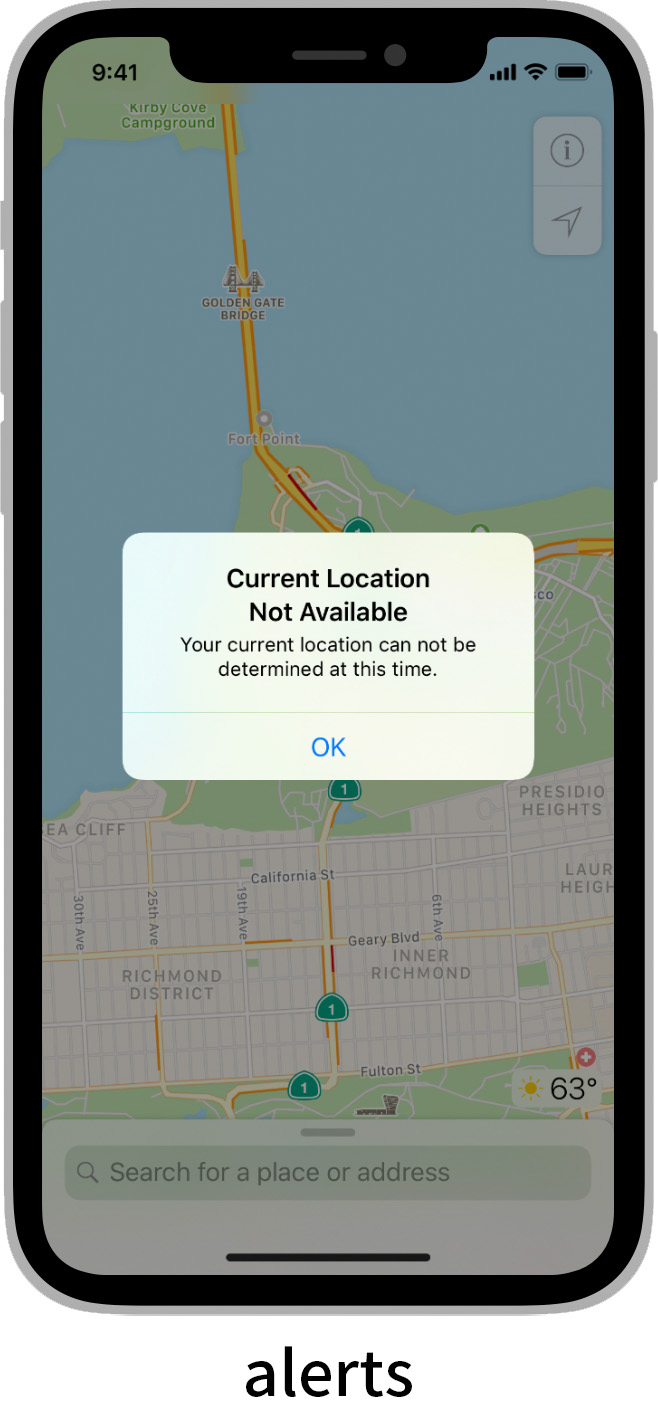 9:41
Kirby Cove
Campground
GOLDEN GATE
BRIDGE
Fort Point
1
sco
Current Location
Not Available
Your current location can not be
determined at this time.
OK
1
PRESIDIO
HEIGHTS
EA CLIFF
LAUR
HEIGH
California St
30th Ave
25th Ave
19th Ave
6th Ave
Geary Blvd
INNER
RICHMOND
RICHMOND
DISTRICT
1
Fulton St
1
63°
Search for a place or address
alerts